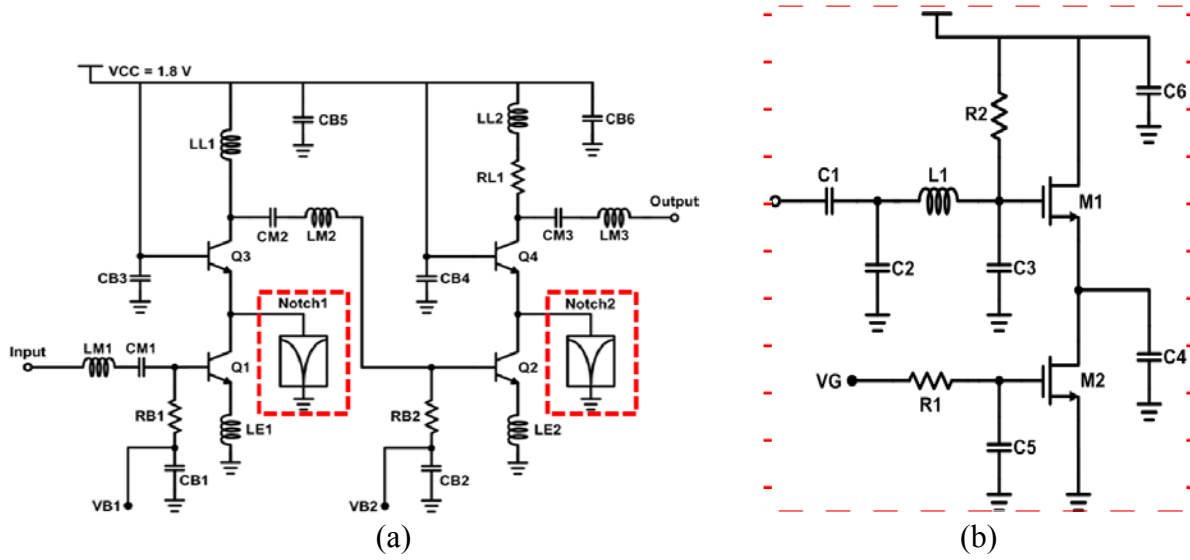 VCC = 1.8 V
LL1
CB5
LL2
CB6
RL1
Output
CM2
LM2
CM3
LM3
Q3
Q4
CB3
CB4
Notch1
Notch2
Input
LM1
CM1
Q1
Q2
RB1
LE1
RB2
LE2
CB1
CB2
VB1
VB2
(a)
C6
R2
C1
L1
M1
C2
C3
C4
VG
R1
M2
C5
(b)